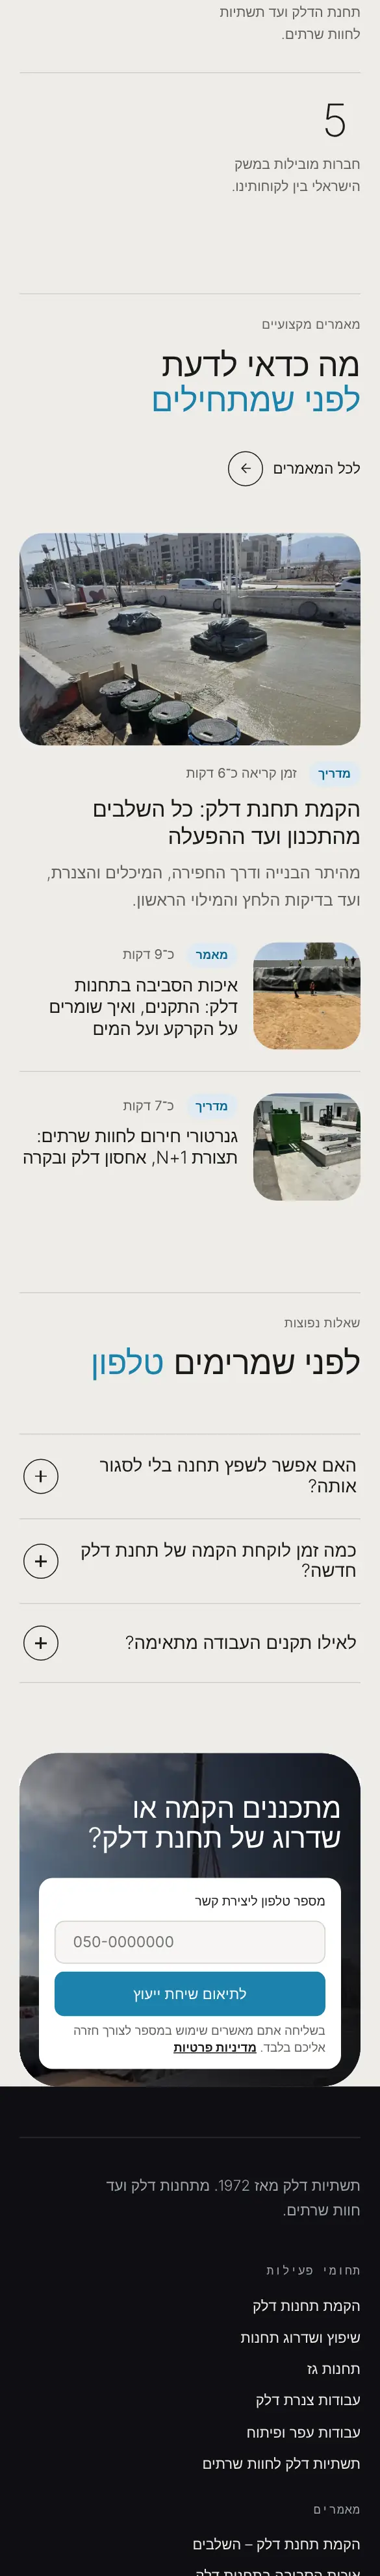 תחנת הדלק ועד תשתיות
לחוות שרתים.
5
חברות מובילות במשק
הישראלי בין לקוחותינו.
מאמרים מקצועיים
מה כדאי לדעת
לפני שמתחילים
לכל המאמרים
מדריך זמן קריאה כ־6 דקות
הקמת תחנת דלק: כל השלבים
מהתכנון ועד ההפעלה
מהיתר הבנייה ודרך החפירה, המיכלים והצנרת,
ועד בדיקות הלחץ והמילוי הראשון.
מאמר כ־9 דקות
איכות הסביבה בתחנות
דלק: התקנים, ואיך שומרים
על הקרקע ועל המים
מדריך כ־7 דקות
גנרטורי חירום לחוות שרתים:
תצורת N+1, אחסון דלק ובקרה
שאלות נפוצות
לפני שמרימים טלפון
האם אפשר לשפץ תחנה בלי לסגור
אותה?
כמה זמן לוקחת הקמה של תחנת דלק
חדשה?
לאילו תקנים העבודה מתאימה?
מתכננים הקמה או
שדרוג של תחנת דלק?
מספר טלפון ליצירת קשר
050-0000000
לתיאום שיחת ייעוץ
בשליחה אתם מאשרים שימוש במספר לצורך חזרה
אליכם בלבד. מדיניות פרטיות
תשתיות דלק מאז 1972. מתחנות דלק ועד
חוות שרתים.
תחומי פעילות
הקמת תחנות דלק
שיפוץ ושדרוג תחנות
תחנות גז
עבודות צנרת דלק
עבודות עפר ופיתוח
תשתיות דלק לחוות שרתים
מאמרים
הקמת תחנת דלק – השלבים
איכות הסביבה בתחנות דלק